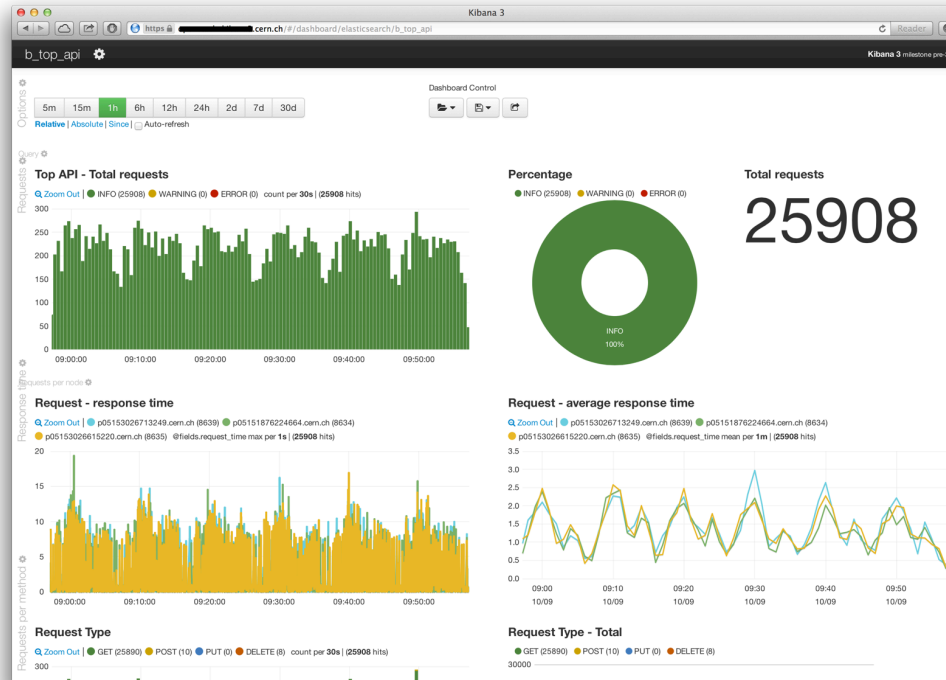 Kibana 3
https
.cern.ch/#/dashboard/elasticsearch/b_top_api
Reader
b_top_api
Kibana 3 milestone pre-
Options
Dashboard Control
5m 15m 1h 6h 12h 24h 2d 7d 30d
Relative | Absolute | Since | Auto-refresh
Query
Requests
Top API - Total requests
Zoom Out | INFO (25908) WARNING (0) ERROR (0) count per 30s | (25908 hits)
300
250
200
150
100
50
0
09:00:00 09:10:00 09:20:00 09:30:00 09:40:00 09:50:00
Percentage
INFO (25908) WARNING (0) ERROR (0)
INFO
100%
Total requests
25908
Requests per node
Response time
Request - response time
Zoom Out | p05153026713249.cern.ch (8639) p05151876224664.cern.ch (8634)
p05153026615220.cern.ch (8635) @fields.request_time max per 1s | (25908 hits)
20
15
10
5
0
09:00:00 09:10:00 09:20:00 09:30:00 09:40:00 09:50:00
Request - average response time
Zoom Out | p05153026713249.cern.ch (8639) p05151876224664.cern.ch (8634)
p05153026615220.cern.ch (8635) @fields.request_time mean per 1m | (25908 hits)
3.5
3.0
2.5
2.0
1.5
1.0
0.5
0.0
09:00 09:10 09:20 09:30 09:40 09:50
10/09 10/09 10/09 10/09 10/09 10/09
Requests per method
Request Type
Zoom Out | GET (25890) POST (10) PUT (0) DELETE (8) count per 30s | (25908 hits)
300
Request Type - Total
GET (25890) POST (10) PUT (0) DELETE (8)
30000